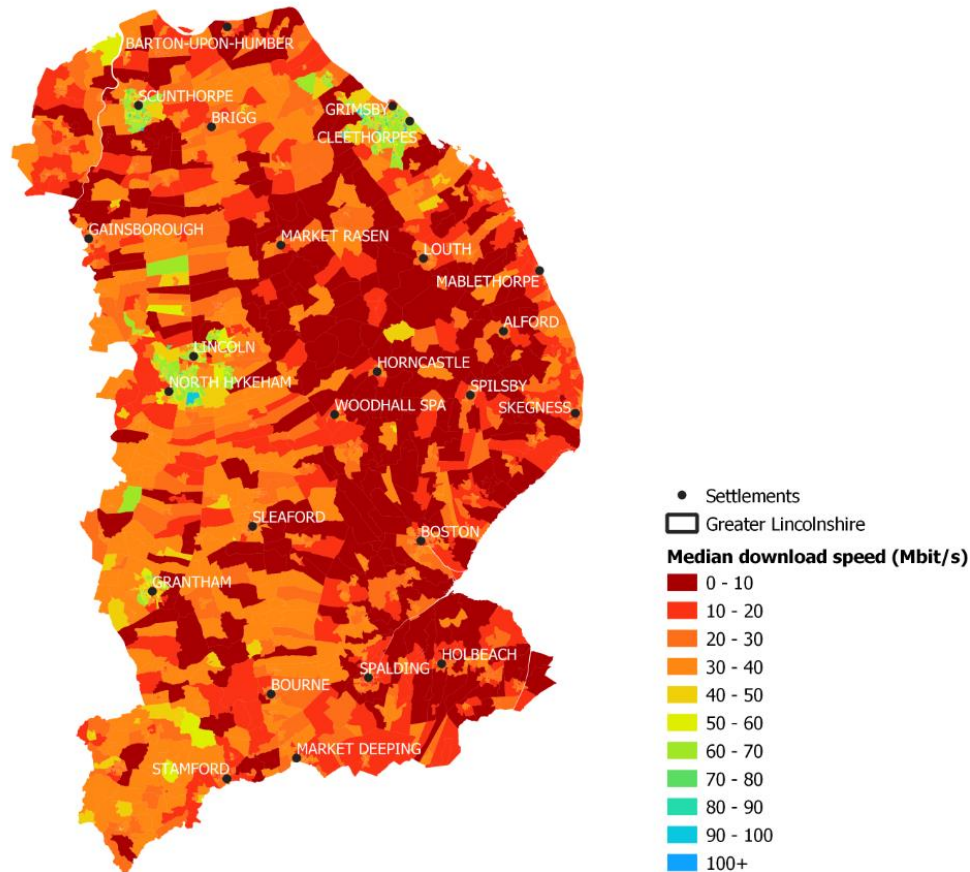 BARTON-UPON-HUMBER
SCUNTHORPE
GRIMSBY
BRIGG
CLEETHORPES
GAINSBOROUGH
MARKET RASEN
LOUTH
MABLETHORPE
ALFORD
LINCOLN
HORNCASTLE
NORTH HYKEHAM
SPILSBY
WOODHALL SPA
SKEGNESS
SLEAFORD
BOSTON
GRANTHAM
HOLBEACH
SPALDING
BOURNE
MARKET DEEPING
STAMFORD
Settlements
Greater Lincolnshire
Median download speed (Mbit/s)
0 - 10
10 - 20
20 - 30
30 - 40
40 - 50
50 - 60
60 - 70
70 - 80
80 - 90
90 - 100
100+